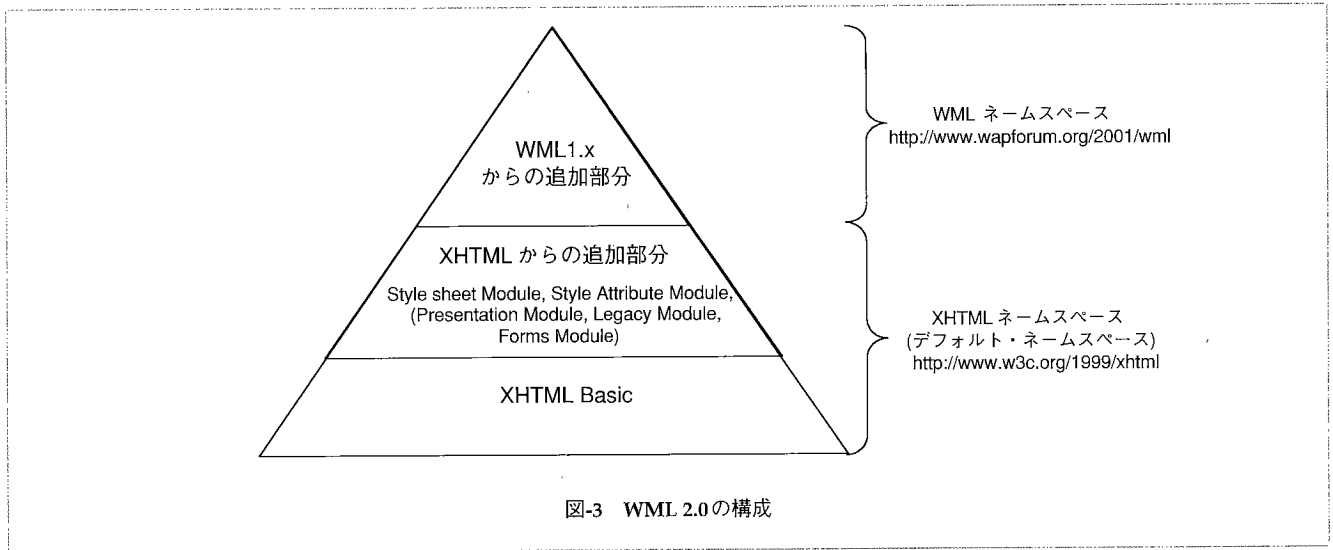 WML1.x
からの追加部分
XHTML からの追加部分
Style sheet Module, Style Attribute Module,
(Presentation Module, Legacy Module,
Forms Module)
XHTML Basic
WML ネームスペース
http://www.wapforum.org/2001/wml
XHTML ネームスペース
(デフォルト・ネームスペース)
http://www.w3c.org/1999/xhtml
図-3 WML 2.0の構成